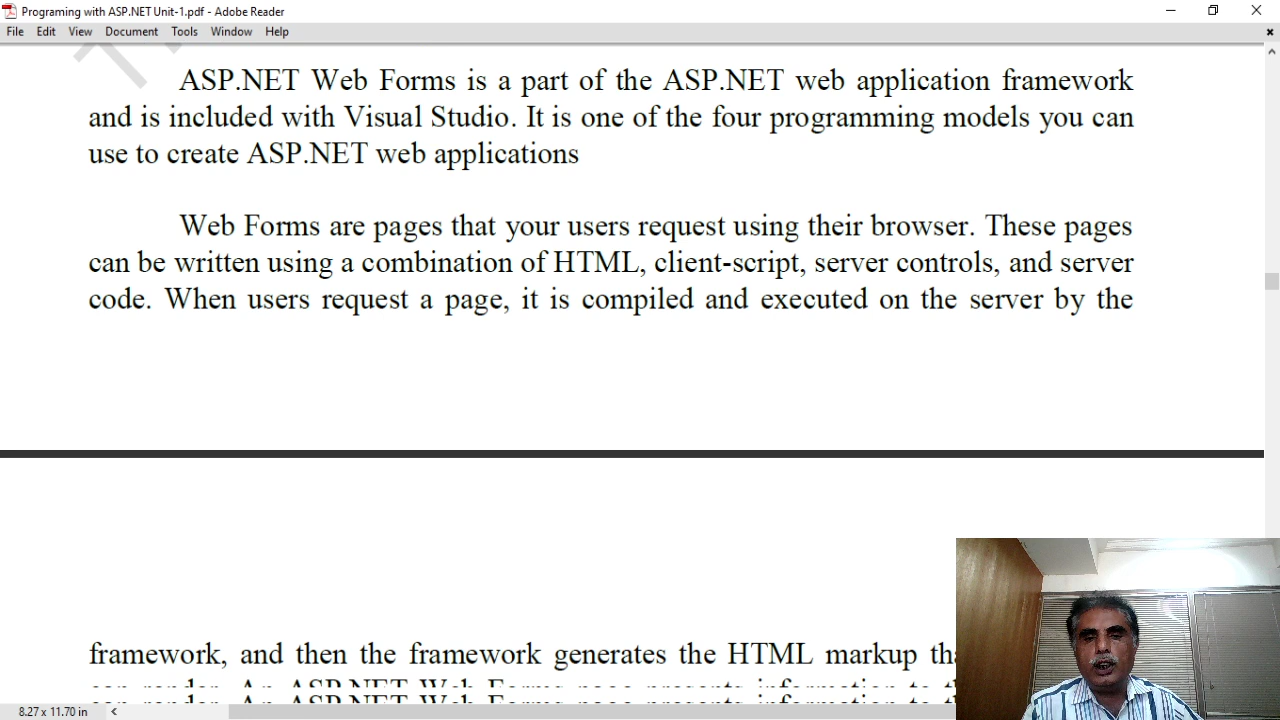 Programing with ASP.NET Unit-1.pdf - Adobe Reader
File Edit View Document Tools Window Help
ASP.NET Web Forms is a part of the ASP.NET web application framework
and is included with Visual Studio. It is one of the four programming models you can
use to create ASP.NET web applications
Web Forms are pages that your users request using their browser. These pages
can be written using a combination of HTML, client-script, server controls, and server
code. When users request a page, it is compiled and executed on the server by the
framework, and then the framework generates the HTML markup
8.27 x 11.70 in